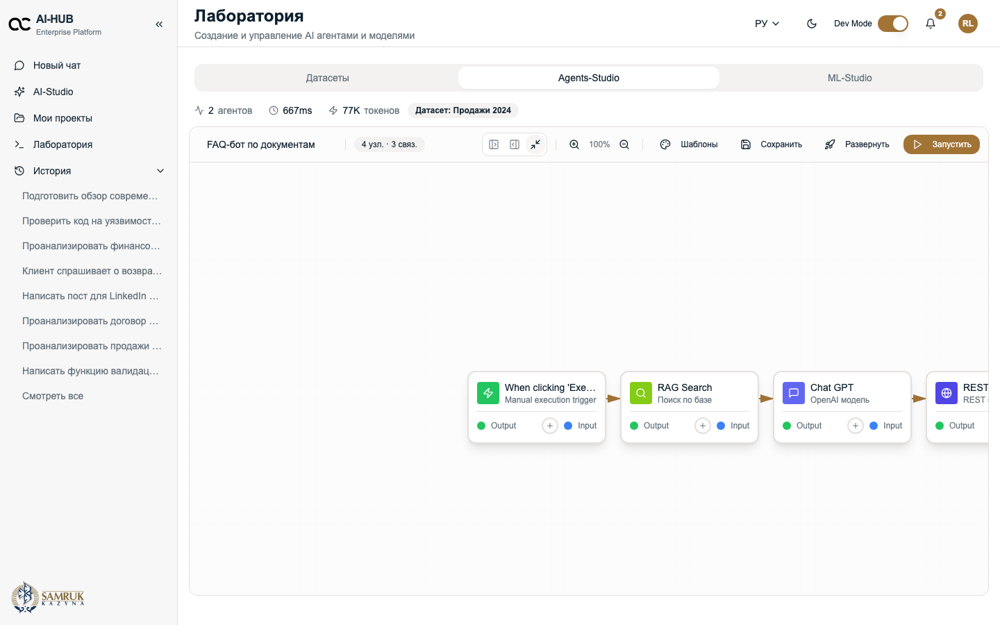 AI-HUB
Enterprise Platform
Новый чат
AI-Studio
Мои проекты
Лаборатория
История
Подготовить обзор совреме…
Проверить код на уязвимост…
Проанализировать финансо…
Клиент спрашивает о возвра…
Написать пост для LinkedIn …
Проанализировать договор …
Проанализировать продажи …
Написать функцию валидац…
Смотреть все
SAMRUK
KAZYNA
Лаборатория
Создание и управление AI агентами и моделями
РУ
Dev Mode
2
RL
Датасеты
Agents-Studio
ML-Studio
2 агентов
667ms
77K токенов
Датасет: Продажи 2024
FAQ-бот по документам
4 узл. · 3 связ.
100%
Шаблоны
Сохранить
Развернуть
Запустить
When clicking 'Exe…
Manual execution trigger
Output
Input
RAG Search
Поиск по базе
Output
Input
Chat GPT
OpenAI модель
Output
Input
REST
REST
Output